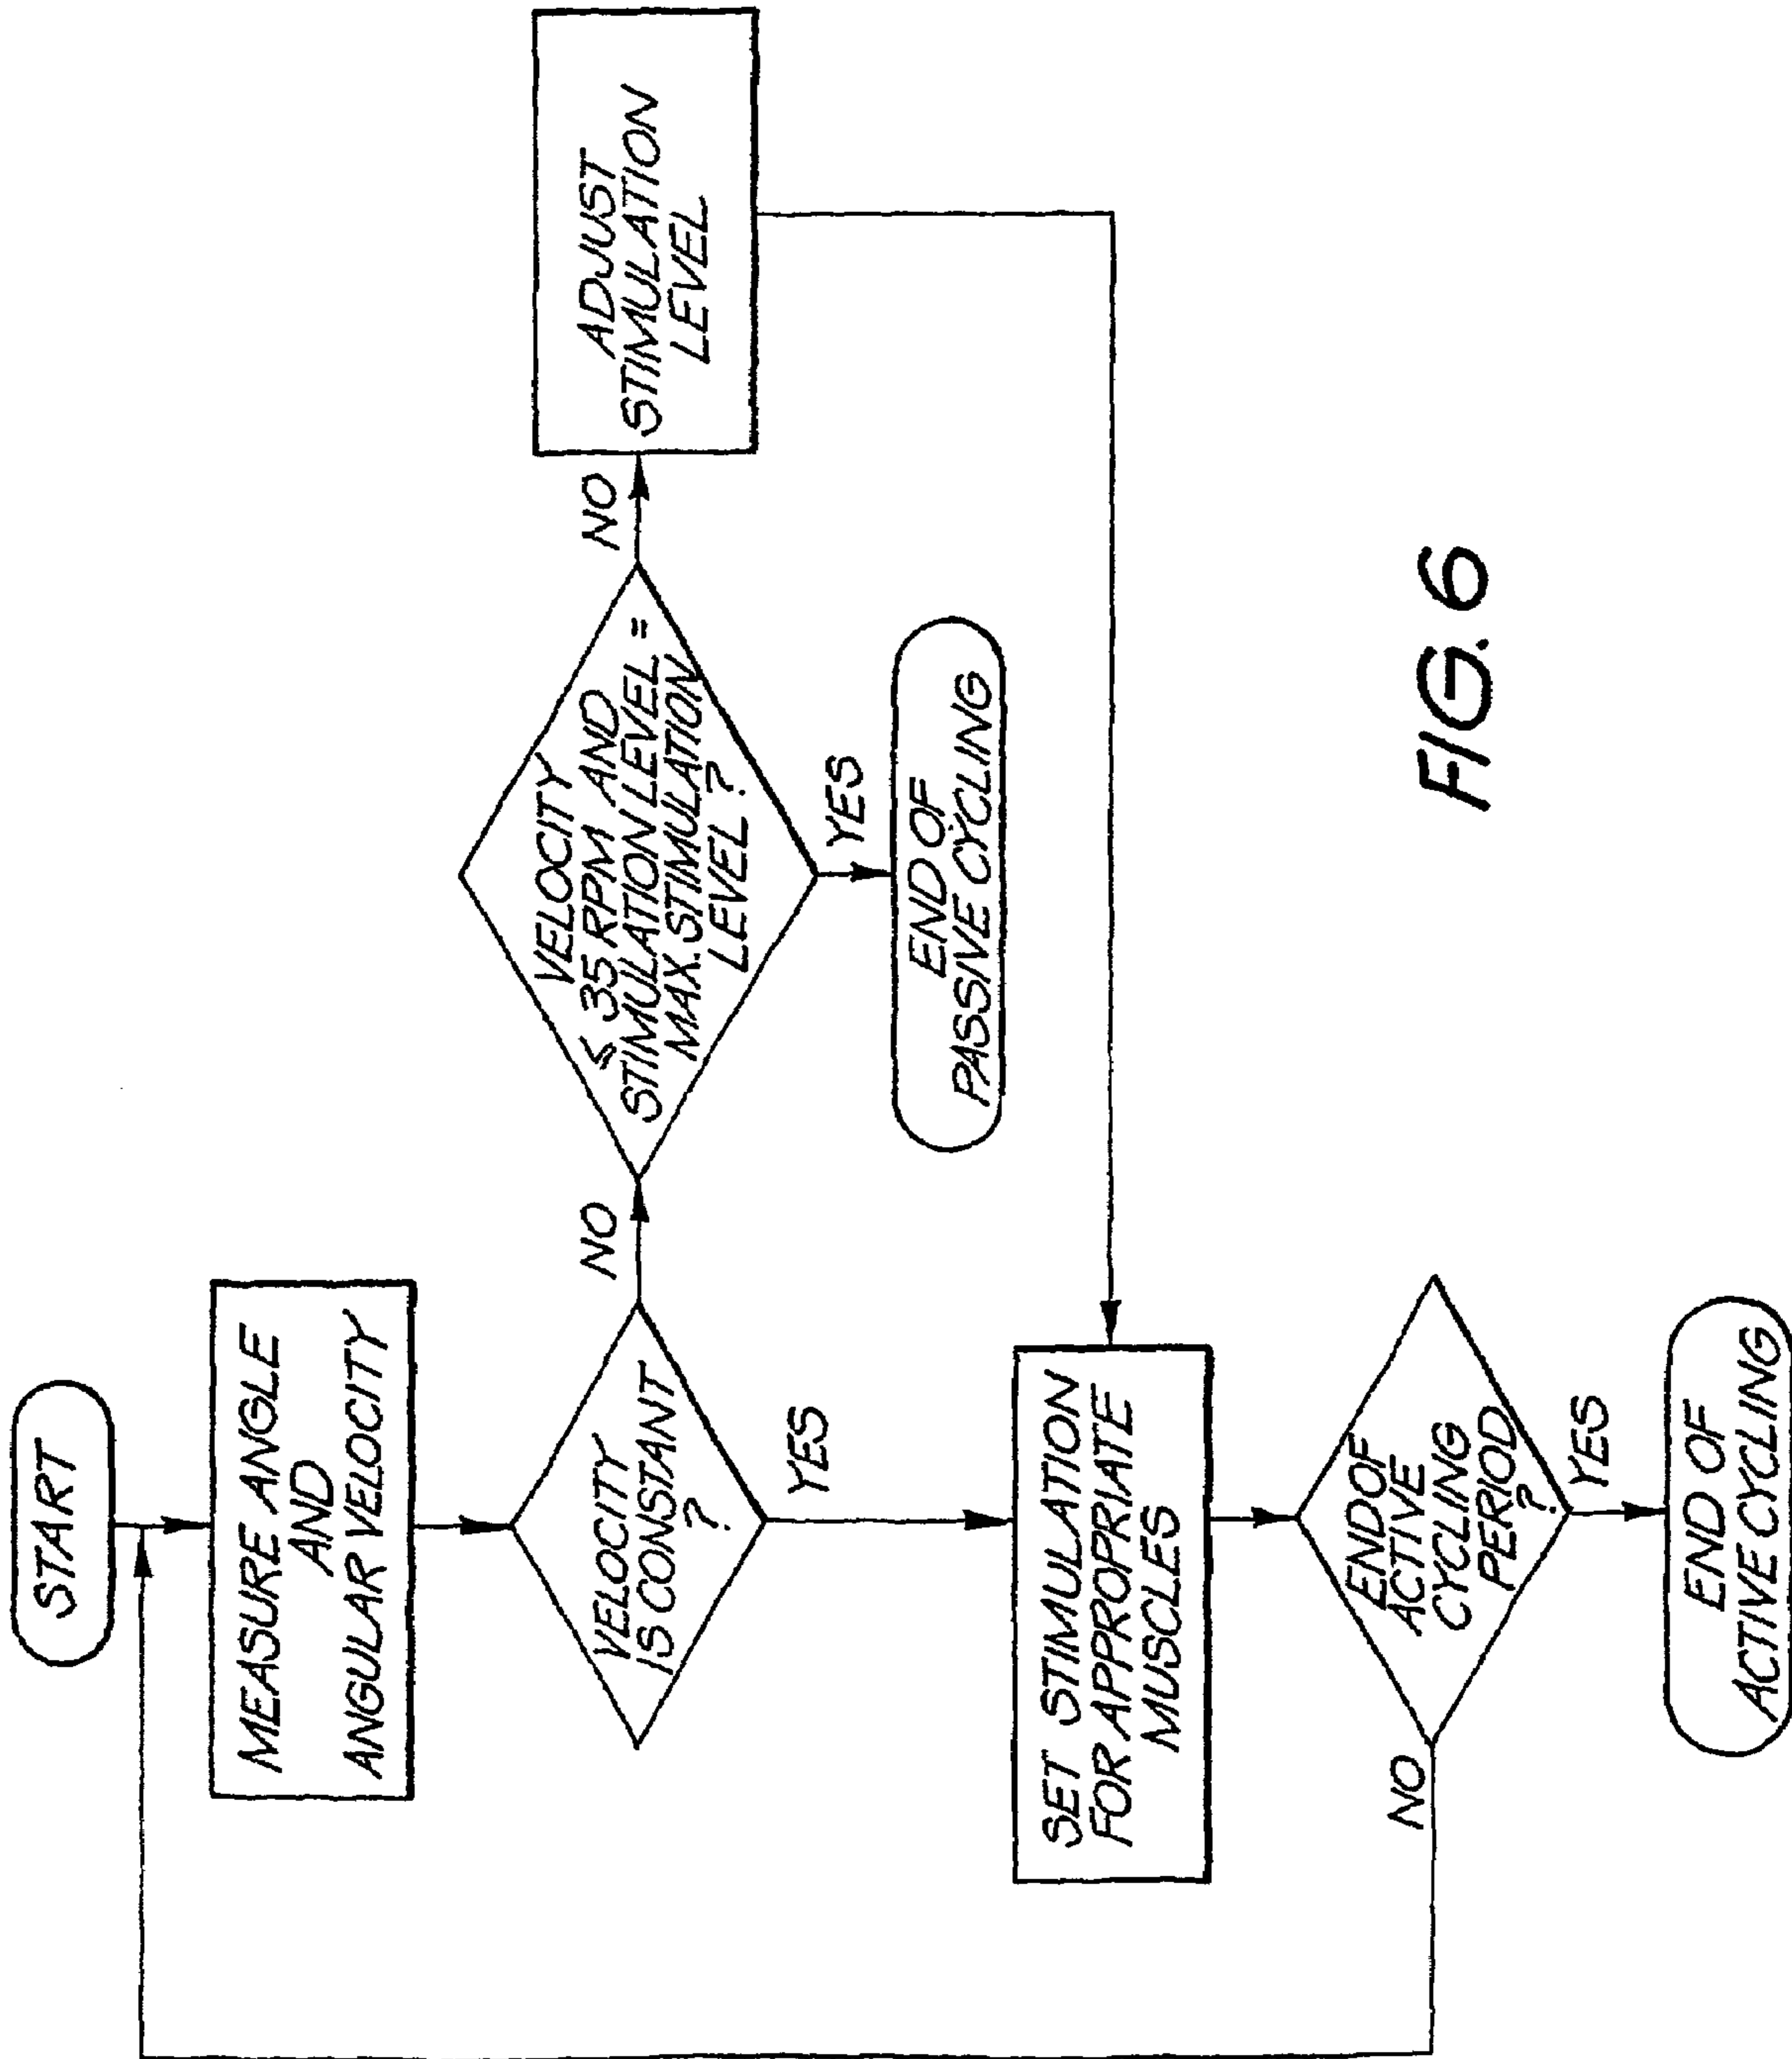 START
MEASURE ANGLE
AND
ANGULAR VELOCITY
VELOCITY
IS CONSTANT
?
NO
YES
VELOCITY
< 35 RPM AND
STIMULATION LEVEL =
MAX. STIMULATION
LEVEL ?
NO
YES
ADJUST
STIMULATION
LEVEL
END OF
PASSIVE CYCLING
SET STIMULATION
FOR APPROPRIATE
MUSCLES
END OF
ACTIVE
CYCLING
PERIOD
?
NO
YES
END OF
ACTIVE CYCLING
FIG. 6